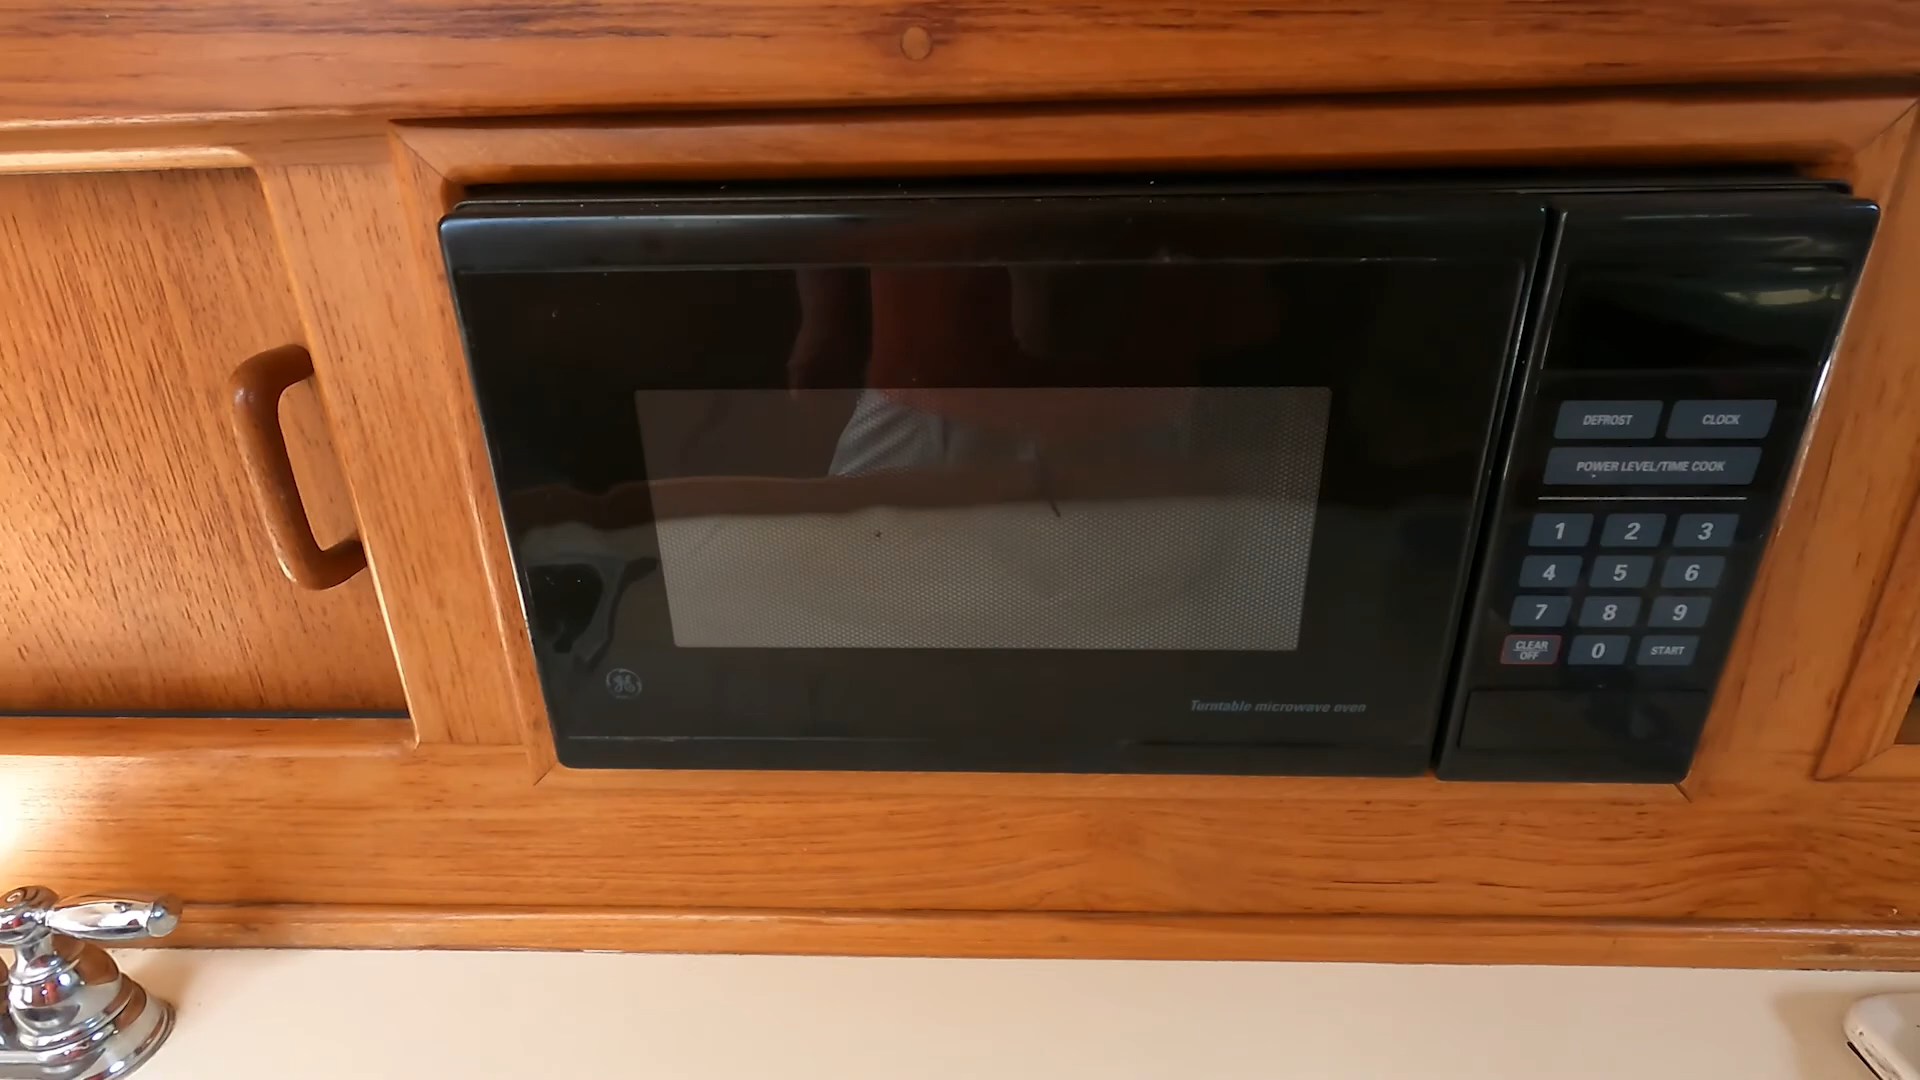 DEFROST CLOCK
POWER LEVEL/TIME COOK
1 2 3
4 5 6
7 8 9
CLEAR
OFF
0 START
Turntable microwave oven
GE